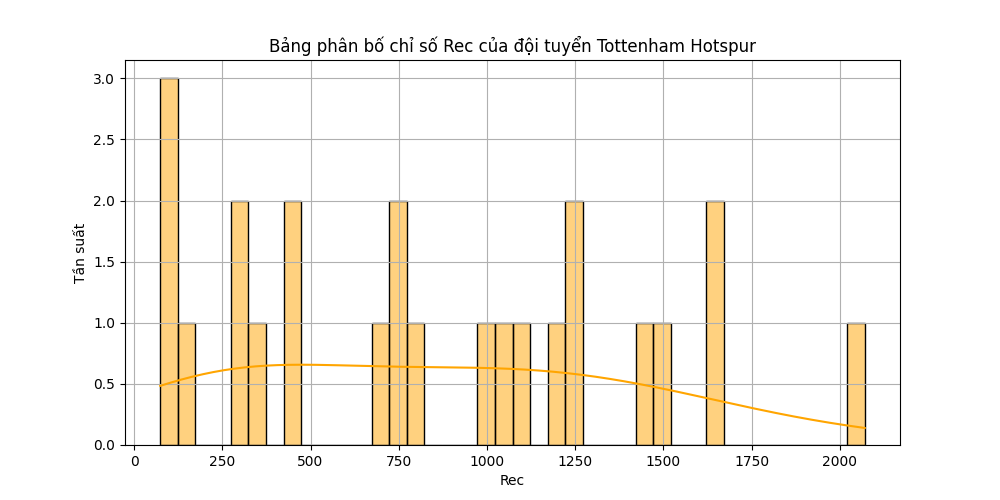 Bảng phân bố chỉ số Rec của đội tuyển Tottenham Hotspur
3.0
2.5
2.0
1.5
1.0
0.5
0.0
Tần suất
0 250 500 750 1000 1250 1500 1750 2000
Rec